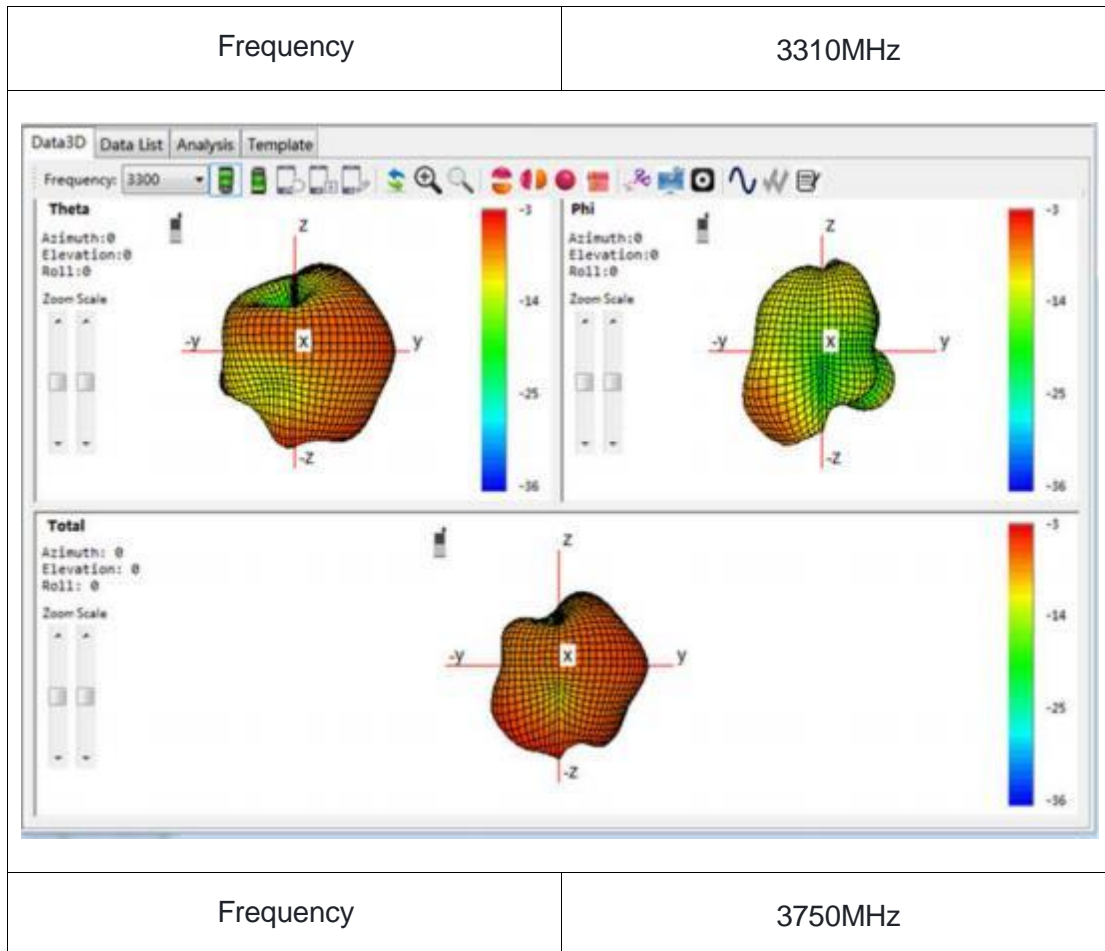 Frequency 3310MHz
Data3D Data List Analysis Template
Frequency: 3300
Theta
Azimuth:0
Elevation:0
Roll:0
Zoom Scale
z
-y
x
y
-z
-3
-14
-25
-36
Phi
Azimuth:0
Elevation:0
Roll:0
Zoom Scale
z
-y
x
y
-z
-3
-14
-25
-36
Total
Azimuth: 0
Elevation: 0
Roll: 0
Zoom Scale
z
-y
x
y
-z
-3
-14
-25
-36
Frequency 3750MHz